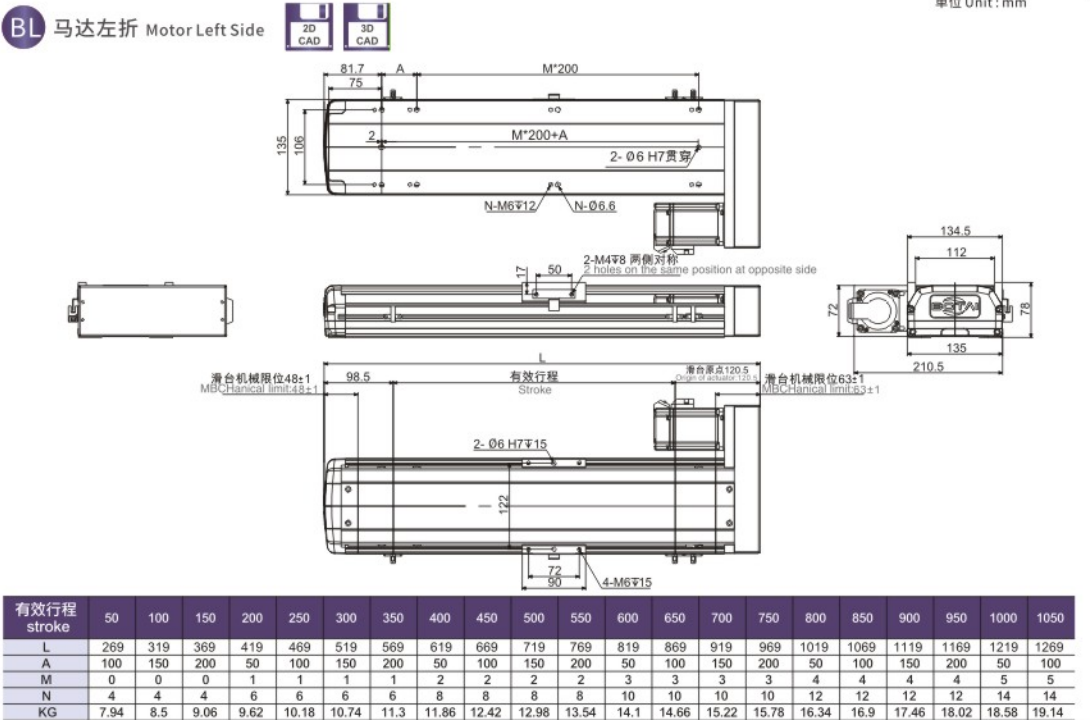 单位 Unit : mm
BL 马达左折 Motor Left Side
2D CAD
3D CAD
81.7 A M*200
75
135
106
2 M*200+A
2- Ø6 H7贯穿
N-M6↧12 N-Ø6.6
2-M4↧8 两侧对称
2 holes on the same position at opposite side
17 50
134.5
112
72
BOTAI
78
135
210.5
L
滑台机械限位48±1
MBCHanical limit:48±1
98.5
有效行程
Stroke
滑台原点120.5
Origin of actuator:120.5
滑台机械限位63±1
MBCHanical limit:63±1
2- Ø6 H7↧15
122
72
90
4-M6↧15
有效行程 stroke 50 100 150 200 250 300 350 400 450 500 550 600 650 700 750 800 850 900 950 1000 1050
L 269 319 369 419 469 519 569 619 669 719 769 819 869 919 969 1019 1069 1119 1169 1219 1269
A 100 150 200 50 100 150 200 50 100 150 200 50 100 150 200 50 100 150 200 50 100
M 0 0 0 1 1 1 1 2 2 2 2 3 3 3 3 4 4 4 4 5 5
N 4 4 4 6 6 6 6 8 8 8 8 10 10 10 10 12 12 12 12 14 14
KG 7.94 8.5 9.06 9.62 10.18 10.74 11.3 11.86 12.42 12.98 13.54 14.1 14.66 15.22 15.78 16.34 16.9 17.46 18.02 18.58 19.14